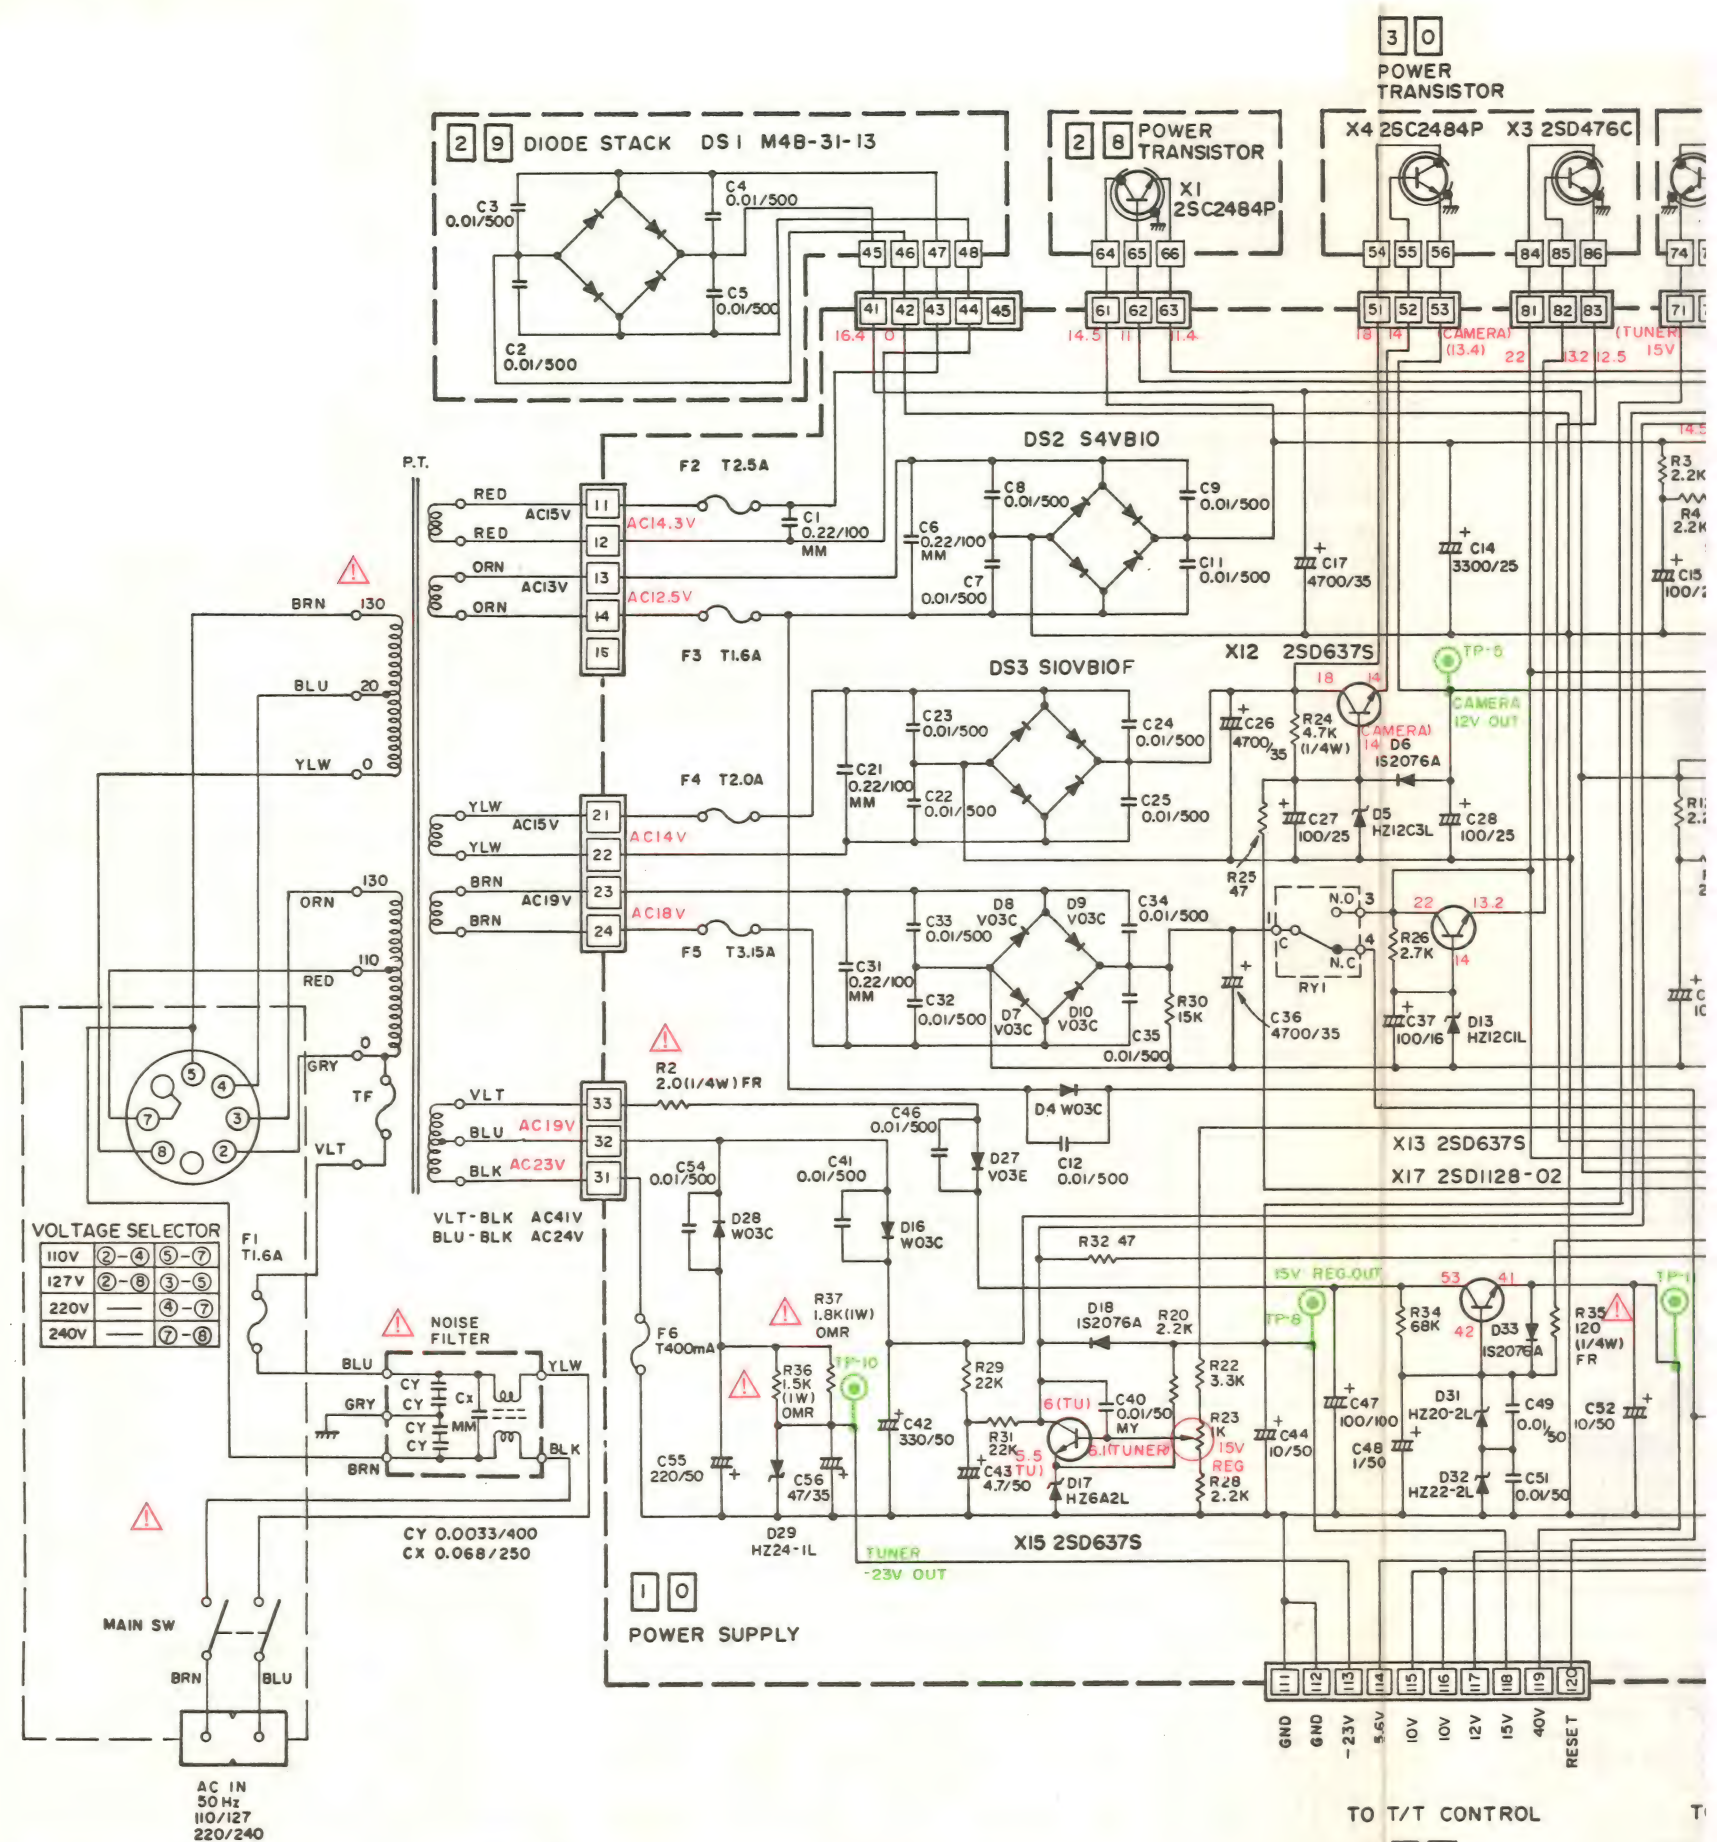 3 0
POWER
TRANSISTOR
2 9 DIODE STACK DS1 M4B-31-13
2 8 POWER
TRANSISTOR
X1
2SC2484P
X4 2SC2484P X3 2SD476C
C3
0.01/500
C4
0.01/500
C5
0.01/500
C2
0.01/500
45 46 47 48
64 65 66
54 55 56
84 85 86
74
41 42 43 44 45
61 62 63
51 52 53
81 82 83
71
16.4 0
14.5 11 11.4
18 14 (CAMERA)
(13.4)
22 13.2 12.5
(TUNER
15V
P.T.
DS2 S4VB10
F2 T2.5A
RED
AC15V
11
AC14.3V
RED
12
C1
0.22/100
MM
ORN
AC13V
13
AC12.5V
ORN
14
15
F3 T1.6A
C8
0.01/500
C9
0.01/500
C6
0.22/100
MM
C7
0.01/500
C11
0.01/500
C17
4700/35
C14
3300/25
14.5
R3
2.2K
R4
2.2K
C15
BRN 130
BLU 20
YLW 0
DS3 S10VB10F
X12 2SD637S
18 14
TP-6
CAMERA
12V OUT
C23
0.01/500
C24
0.01/500
C26
4700/35
R24
4.7K
(1/4W)
CAMERA)
14
D6
1S2076A
F4 T2.0A
C21
0.22/100
MM
C22
0.01/500
C25
0.01/500
C27
100/25
D5
HZ12C3L
C28
100/25
R25
47
YLW
AC15V
21
AC14V
YLW
22
BRN
AC19V
23
AC18V
BRN
24
F5 T3.15A
130
ORN
110
RED
0
GRY
TF
VLT
C33
0.01/500
D8
V03C
D9
V03C
C34
0.01/500
C31
0.22/100
MM
C32
0.01/500
D7
V03C
D10
V03C
C35
0.01/500
R30
15K
C36
4700/35
1
C
N.O 3
4
N.C
RY1
22 13.2
R26
2.7K
14
C37
100/16
D13
HZ12C1L
5 4 3 7 8 2
R2
2.0(1/4W) FR
VLT
33
AC19V
BLU
32
AC23V
BLK
31
VLT-BLK AC41V
BLU-BLK AC24V
D4 W03C
C12
0.01/500
C46
0.01/500
D27
V03E
X13 2SD637S
X17 2SD1128-02
C54
0.01/500
C41
0.01/500
D28
W03C
D16
W03C
VOLTAGE SELECTOR
110V ②-④ ⑤-⑦
127V ②-⑧ ③-⑤
220V — ④-⑦
240V — ⑦-⑧
F1
T1.6A
NOISE
FILTER
BLU
YLW
GRY
BRN
BLK
CY
CY
CY
CY
CX
MM
CY 0.0033/400
CX 0.068/250
F6
T400mA
R37
1.8K(1W)
OMR
R36
1.5K
(1W)
OMR
TP-10
R32 47
D18
1S2076A
R20
2.2K
15V REG.OUT
TP-8
53 41
42
R34
68K
D33
1S2076A
R35
120
(1/4W)
FR
TP-1
R29
22K
R22
3.3K
6(TU)
C40
0.01/50
MY
R23
1K
15V
REG
R31
22K
5.5
TU)
6.1(TUNER)
C55
220/50
C56
47/35
C42
330/50
C43
4.7/50
D17
HZ6A2L
R28
2.2K
C44
10/50
C47
100/100
C48
1/50
D31
HZ20-2L
D32
HZ22-2L
C49
0.01/50
C51
0.01/50
C52
10/50
D29
HZ24-1L
X15 2SD637S
TUNER
-23V OUT
1 0
POWER SUPPLY
MAIN SW
BRN
BLU
AC IN
50Hz
110/127
220/240
111 112 113 114 115 116 117 118 119 120
GND
GND
-23V
5.6V
10V
10V
12V
15V
40V
RESET
TO T/T CONTROL